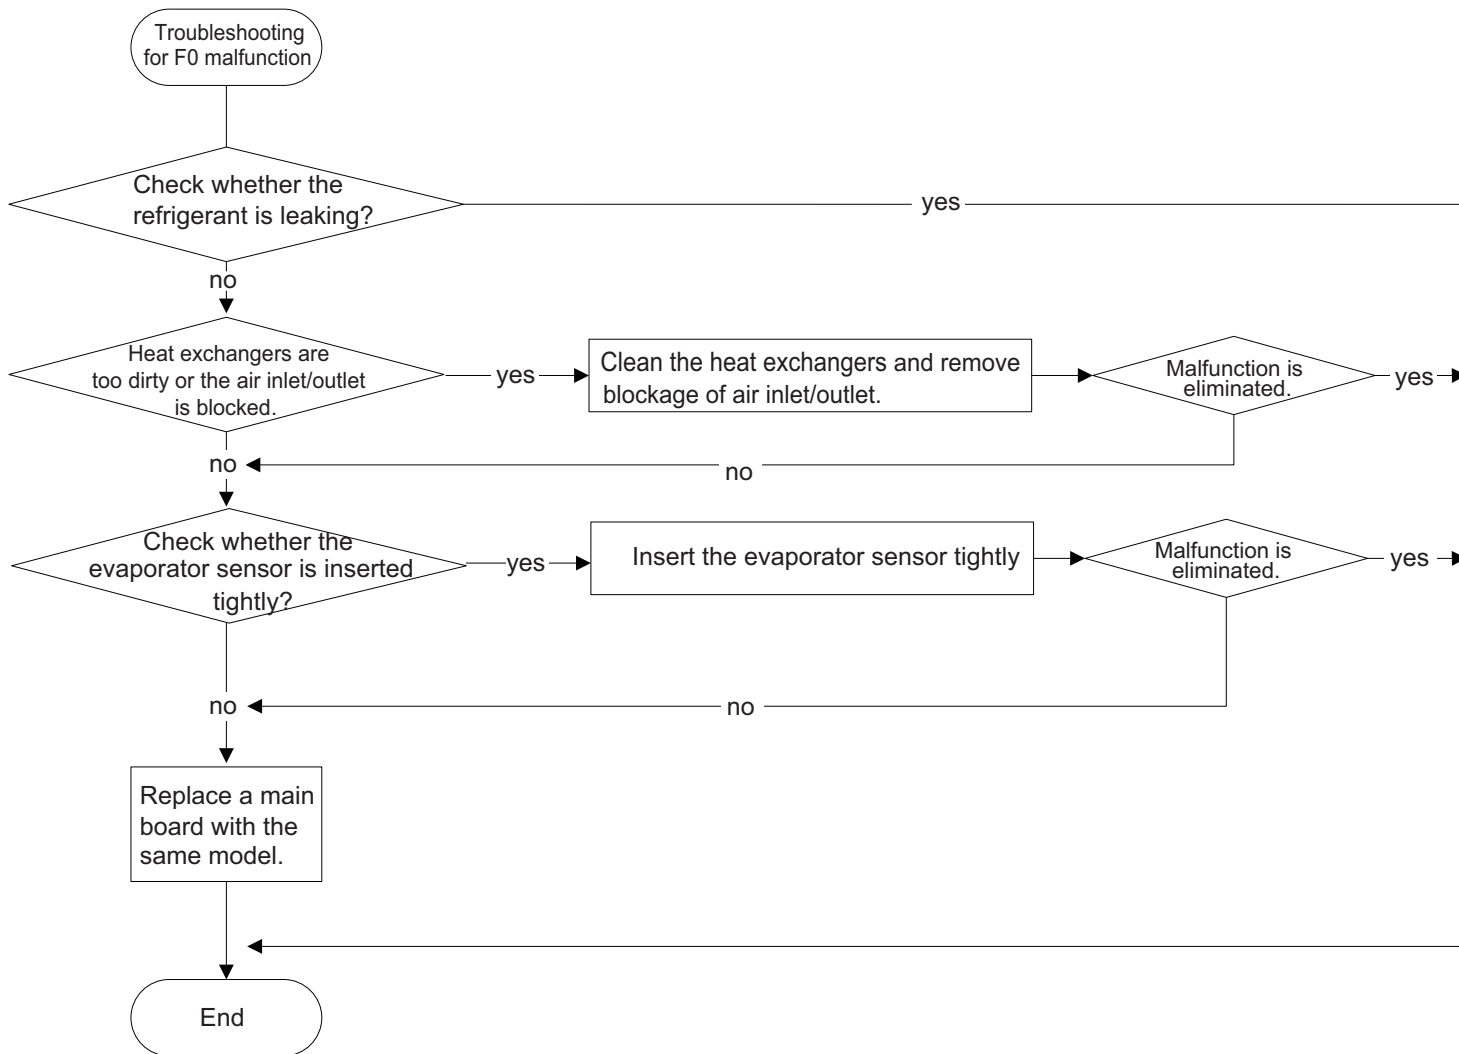 Troubleshooting
for F0 malfunction
Check whether the
refrigerant is leaking?
yes
no
Heat exchangers are
too dirty or the air inlet/outlet
is blocked.
yes
Clean the heat exchangers and remove
blockage of air inlet/outlet.
Malfunction is
eliminated.
yes
no
no
Check whether the
evaporator sensor is inserted
tightly?
yes
Insert the evaporator sensor tightly
Malfunction is
eliminated.
yes
no
no
Replace a main
board with the
same model.
End